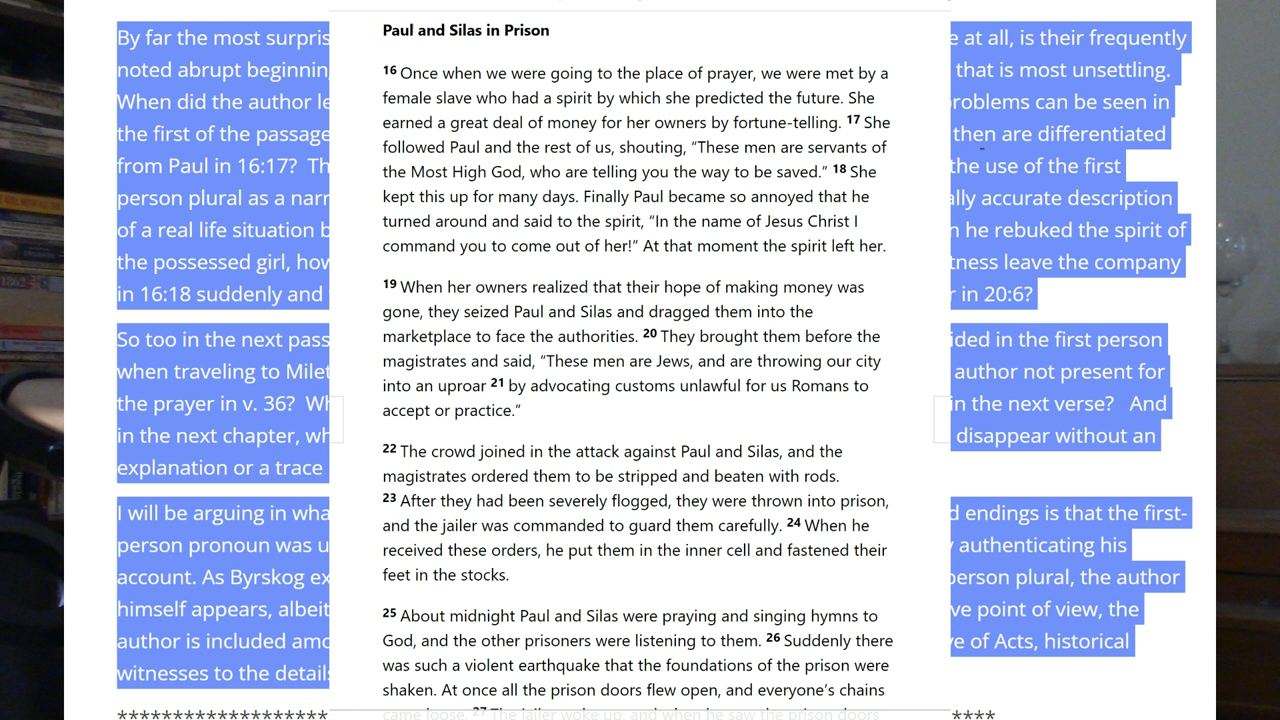 Paul and Silas in Prison
16 Once when we were going to the place of prayer, we were met by a
female slave who had a spirit by which she predicted the future. She
earned a great deal of money for her owners by fortune-telling. 17 She
followed Paul and the rest of us, shouting, “These men are servants of
the Most High God, who are telling you the way to be saved.” 18 She
kept this up for many days. Finally Paul became so annoyed that he
turned around and said to the spirit, “In the name of Jesus Christ I
command you to come out of her!” At that moment the spirit left her.
19 When her owners realized that their hope of making money was
gone, they seized Paul and Silas and dragged them into the
marketplace to face the authorities. 20 They brought them before the
magistrates and said, “These men are Jews, and are throwing our city
into an uproar 21 by advocating customs unlawful for us Romans to
accept or practice.”
22 The crowd joined in the attack against Paul and Silas, and the
magistrates ordered them to be stripped and beaten with rods.
23 After they had been severely flogged, they were thrown into prison,
and the jailer was commanded to guard them carefully. 24 When he
received these orders, he put them in the inner cell and fastened their
feet in the stocks.
25 About midnight Paul and Silas were praying and singing hymns to
God, and the other prisoners were listening to them. 26 Suddenly there
was such a violent earthquake that the foundations of the prison were
shaken. At once all the prison doors flew open, and everyone’s chains
came loose. 27 The jailer woke up, and when he saw the prison doors
By far the most surpris
noted abrupt beginnin
When did the author le
the first of the passage
from Paul in 16:17? Th
person plural as a narr
of a real life situation b
the possessed girl, how
in 16:18 suddenly and
So too in the next pass
when traveling to Milet
the prayer in v. 36? Wh
in the next chapter, wh
explanation or a trace
I will be arguing in wha
person pronoun was u
account. As Byrskog ex
himself appears, albeit
author is included amo
witnesses to the details
*******************
e at all, is their frequently
that is most unsettling.
roblems can be seen in
then are differentiated
the use of the first
ally accurate description
n he rebuked the spirit of
tness leave the company
r in 20:6?
ided in the first person
author not present for
in the next verse? And
disappear without an
d endings is that the first-
y authenticating his
person plural, the author
ve point of view, the
ve of Acts, historical
****